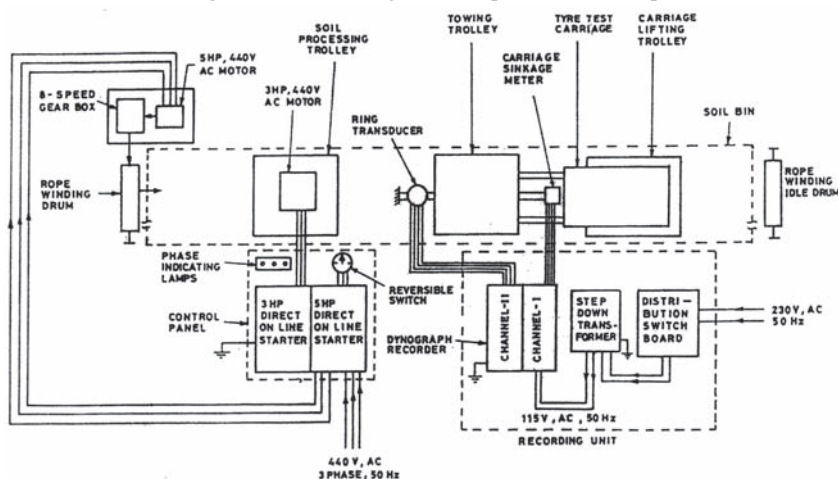 SOIL
PROCESSING
TROLLEY
TOWING
TROLLEY
TYRE TEST
CARRIAGE
CARRIAGE
LIFTING
TROLLEY
5HP, 440V
AC MOTOR
8-SPEED
GEAR BOX
3HP, 440V
AC MOTOR
CARRIAGE
SINKAGE
METER
RING
TRANSDUCER
SOIL BIN
ROPE
WINDING
DRUM
ROPE
WINDING
IDLE DRUM
PHASE
INDICATING
LAMPS
REVERSIBLE
SWITCH
CONTROL
PANEL
3HP
DIRECT
ON LINE
STARTER
5HP
DIRECT
ON LINE
STARTER
DYNOGRAPH
RECORDER
CHANNEL-II
CHANNEL-I
STEP
DOWN
TRANS-
FORMER
DISTRI-
BUTION
SWITCH
BOARD
230V, AC
50 Hz
115V, AC, 50Hz
RECORDING UNIT
440V, AC
3 PHASE, 50 Hz